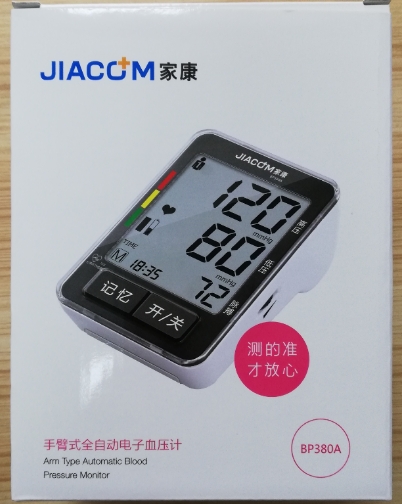 JIACOM家康
JIACOM家康
120
高压
mmHg
80
低压
mmHg
TIME
M
18:35
72
脉搏
记忆
开/关
测的准
才放心
手臂式全自动电子血压计
Arm Type Automatic Blood
Pressure Monitor
BP380A